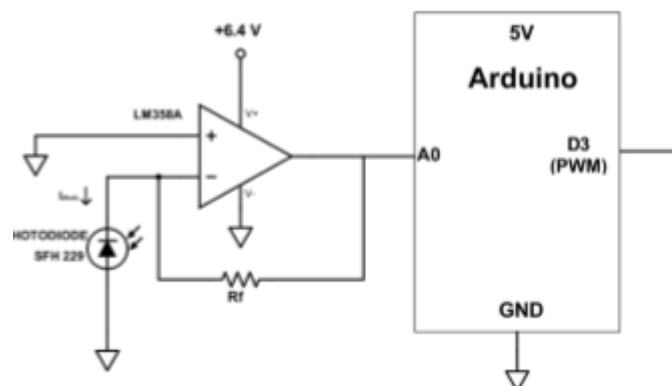 +6.4 V
5V
Arduino
LM358A
V+
+
A0
D3
(PWM)
−
V-
HOTODIODE
SFH 229
Rf
GND